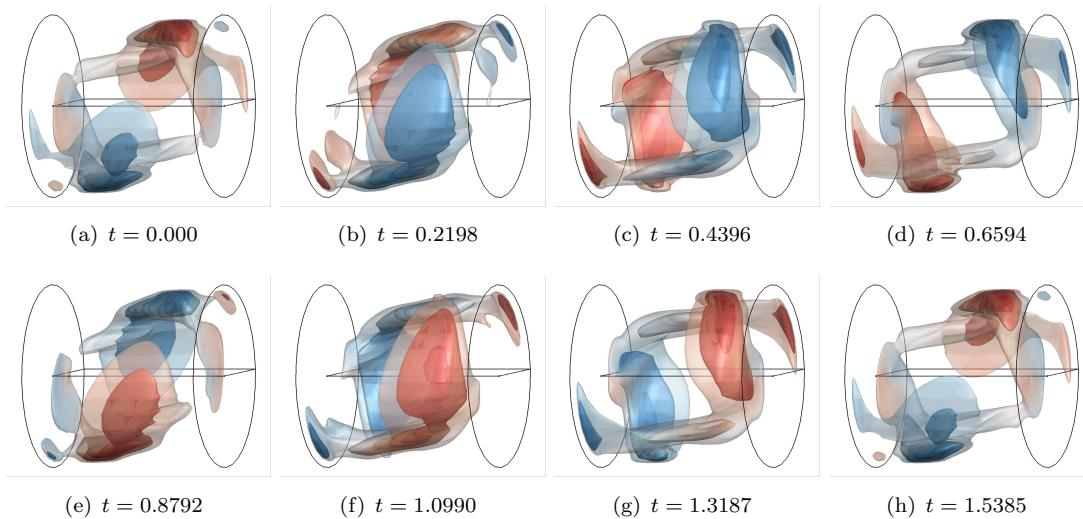 (a) t = 0.000 (b) t = 0.2198 (c) t = 0.4396 (d) t = 0.6594
(e) t = 0.8792 (f) t = 1.0990 (g) t = 1.3187 (h) t = 1.5385